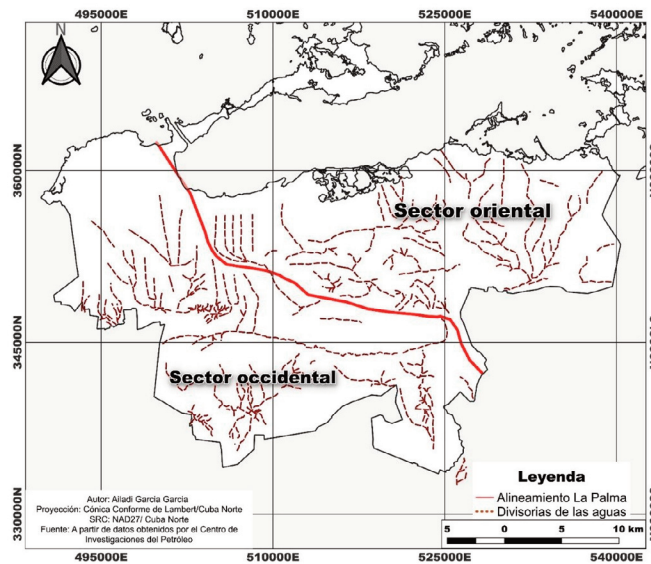 495000E 510000E 525000E 540000E
N
360000N
Sector oriental
345000N
Sector occidental
Leyenda
Alineamiento La Palma
Divisorias de las aguas
330000N
Autor: Ailadi García García
Proyección: Cónica Conforme de Lambert/Cuba Norte
SRC: NAD27/ Cuba Norte
Fuente: A partir de datos obtenidos por el Centro de
Investigaciones del Petróleo
5 0 5 10 km
495000E 510000E 525000E 540000E